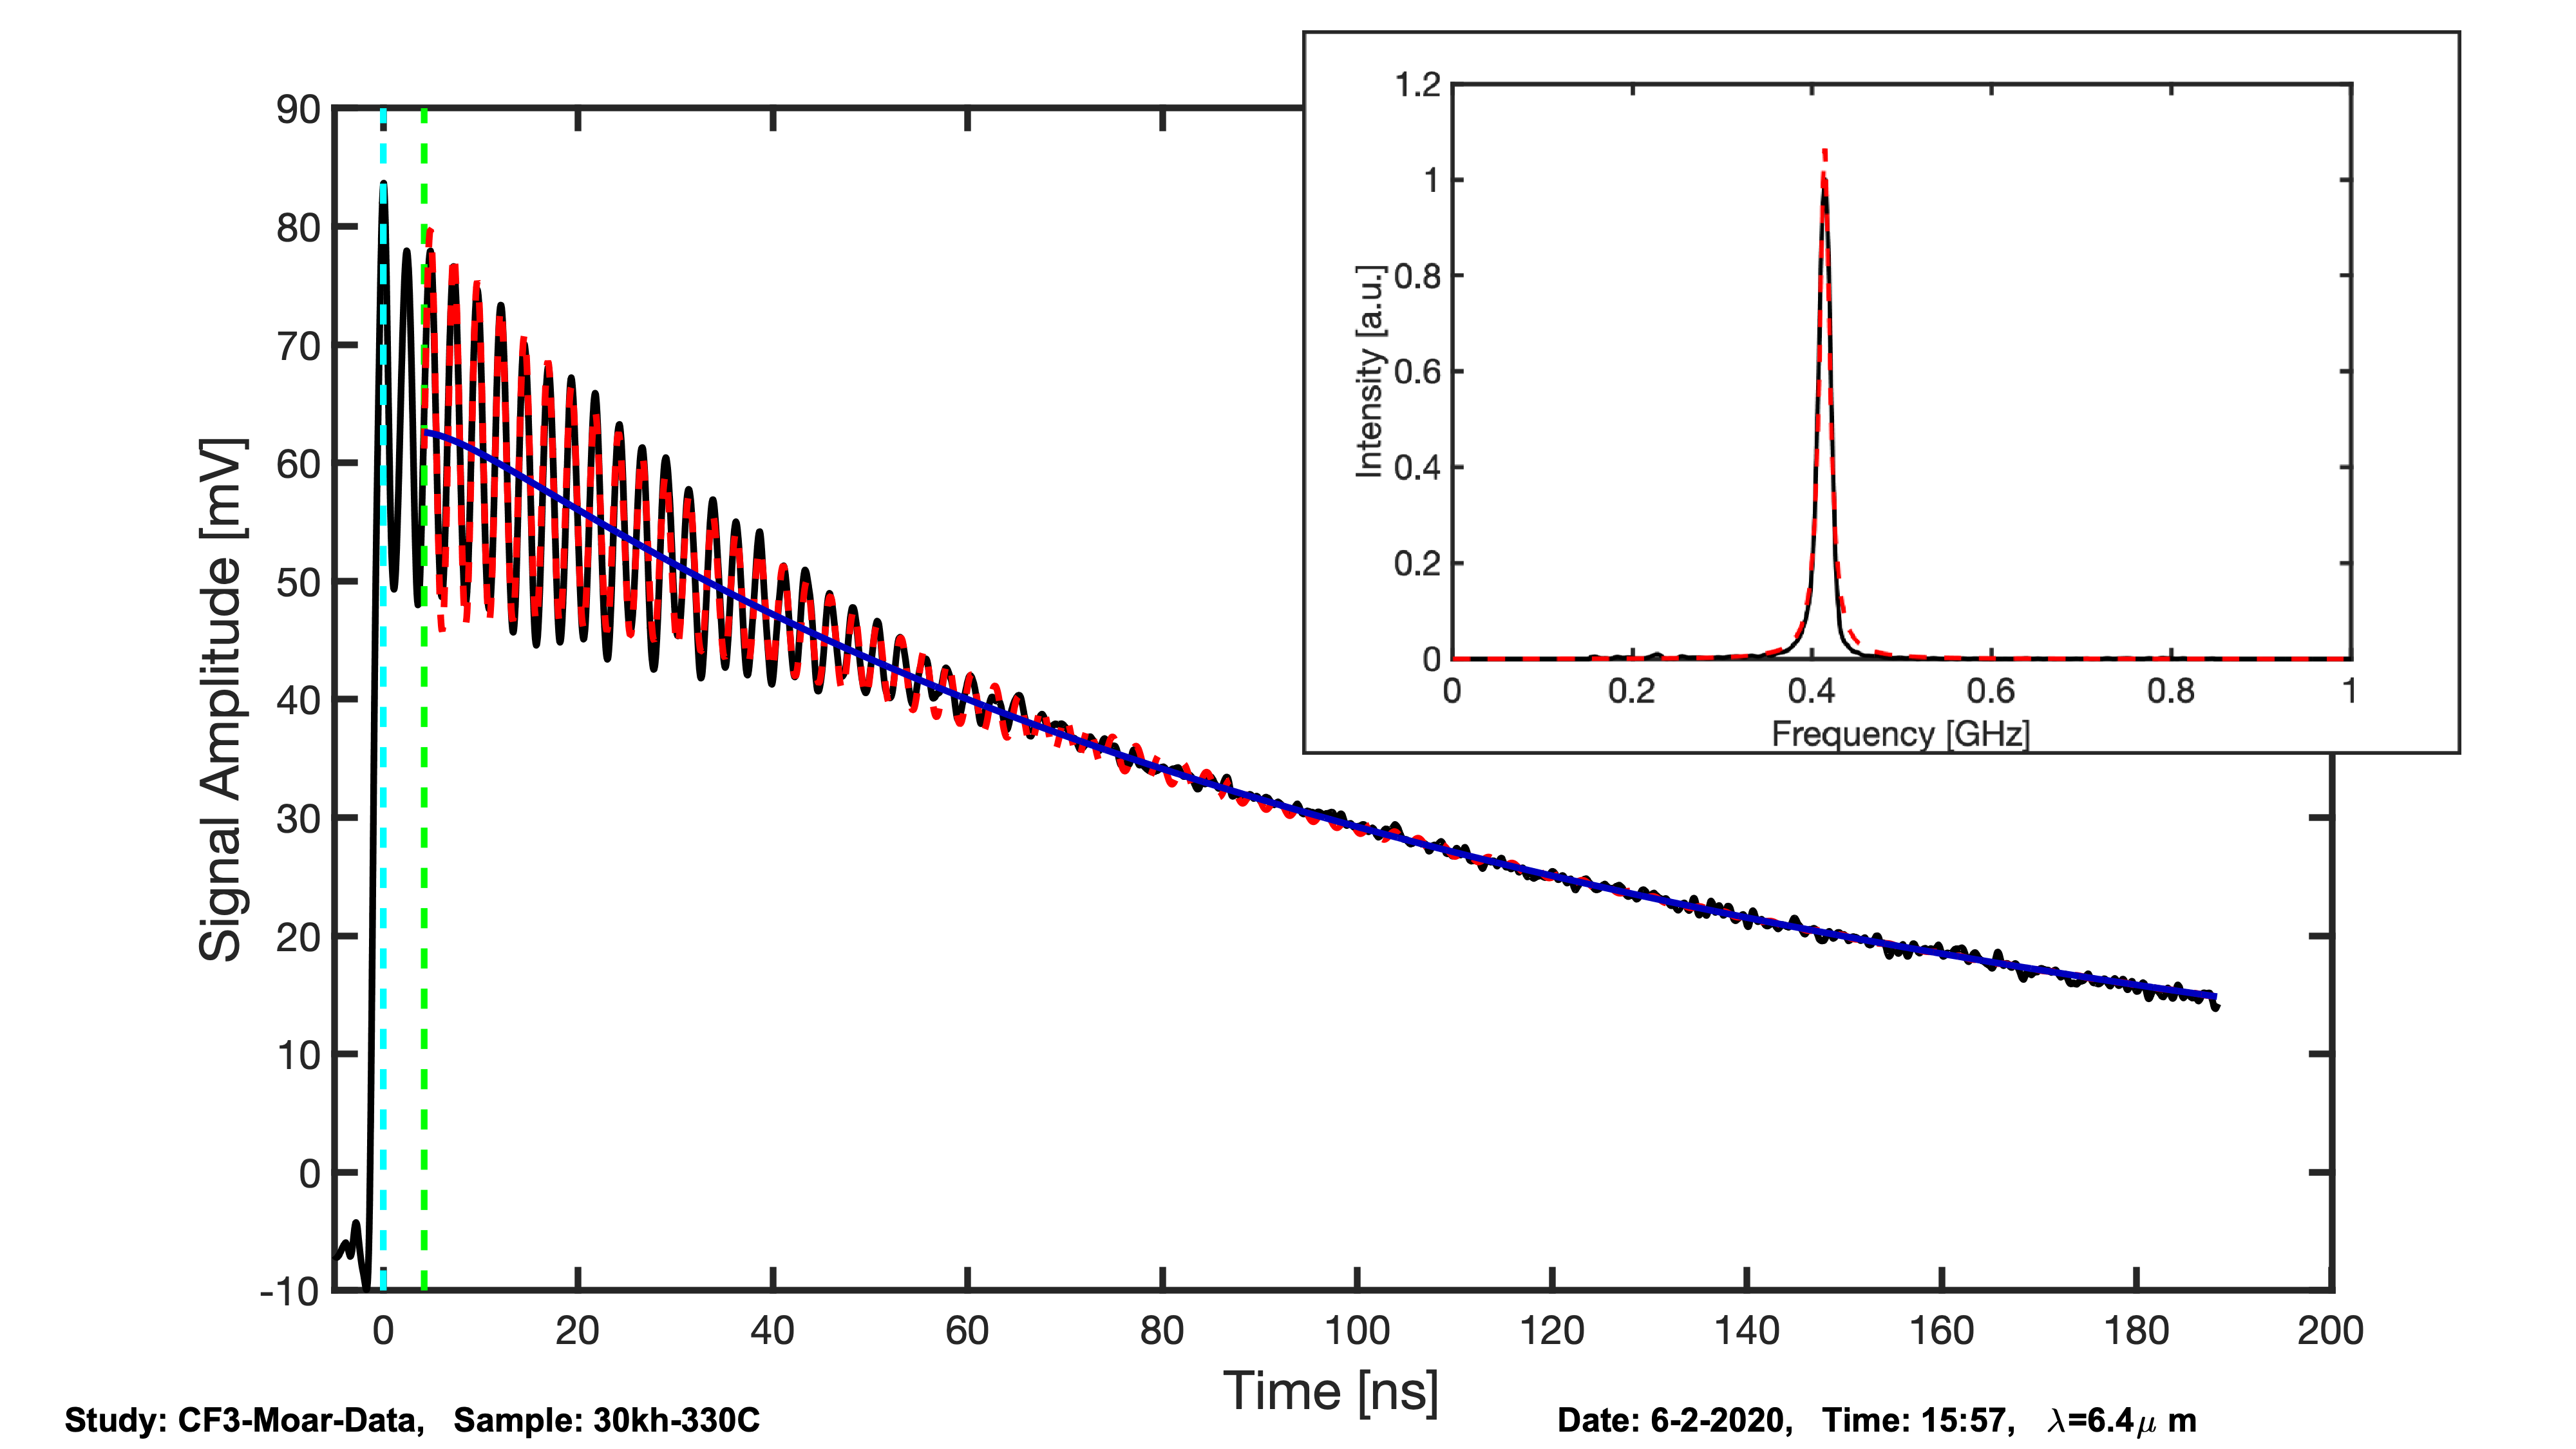 1.2
1
0.8
0.6
0.4
0.2
0
Intensity [a.u.]
0 0.2 0.4 0.6 0.8 1
Frequency [GHz]
90
80
70
60
50
40
30
20
10
0
-10
Signal Amplitude [mV]
0 20 40 60 80 100 120 140 160 180 200
Time [ns]
Study: CF3-Moar-Data, Sample: 30kh-330C
Date: 6-2-2020, Time: 15:57, λ=6.4μ m